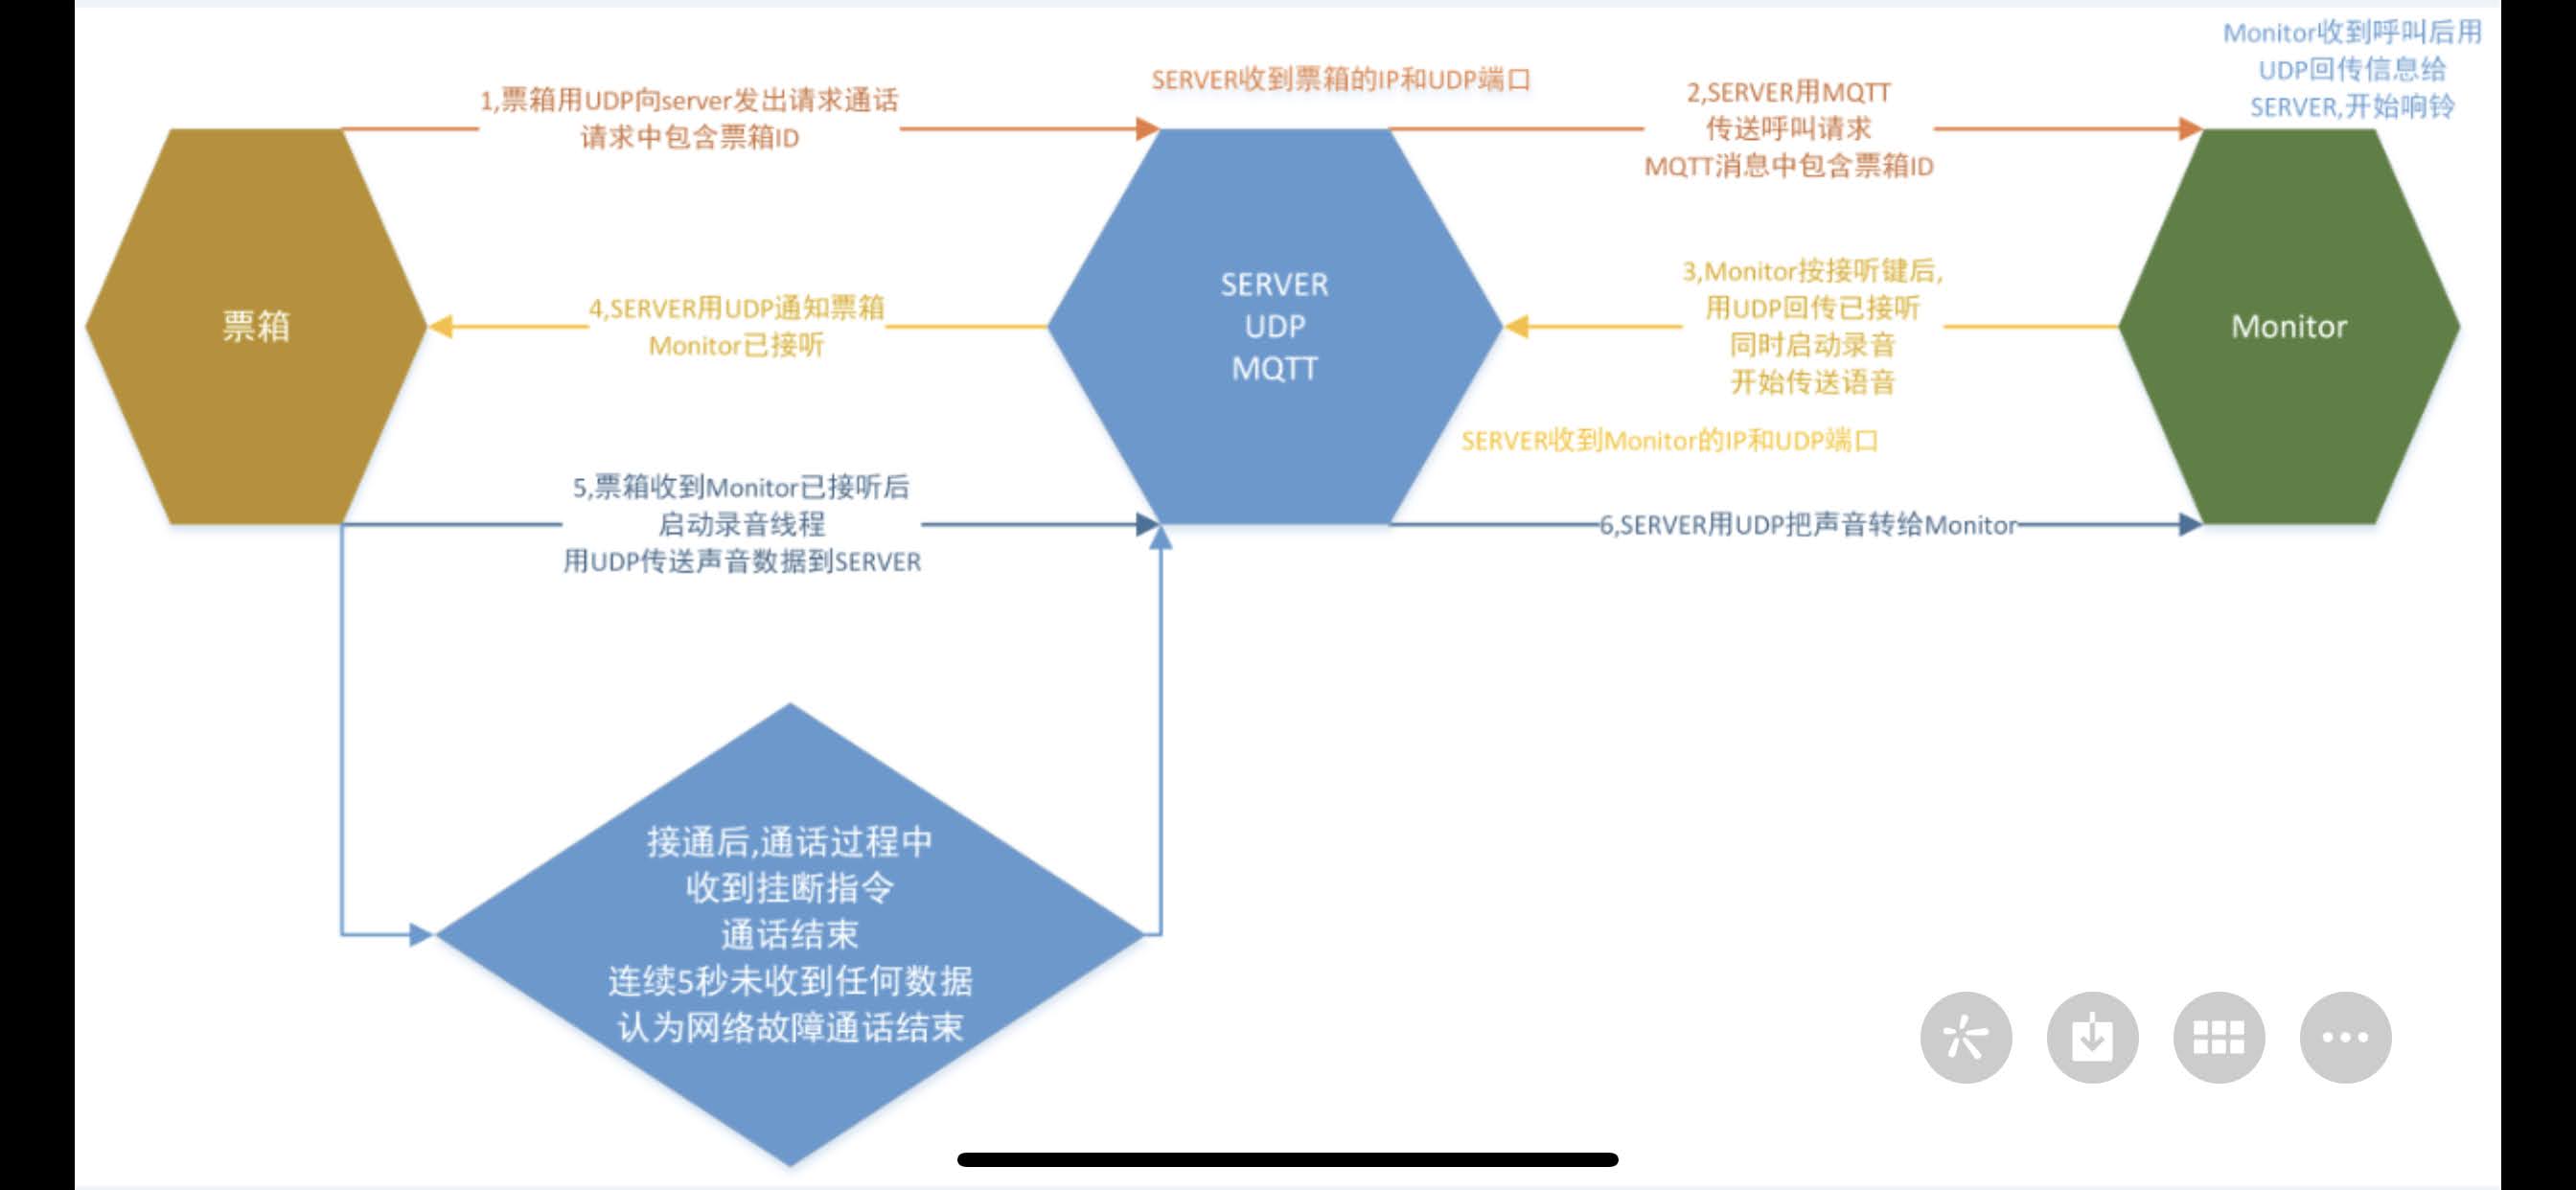 Monitor收到呼叫后用
UDP回传信息给
SERVER,开始响铃
SERVER收到票箱的IP和UDP端口
1,票箱用UDP向server发出请求通话
请求中包含票箱ID
2,SERVER用MQTT
传送呼叫请求
MQTT消息中包含票箱ID
票箱
4,SERVER用UDP通知票箱
Monitor已接听
SERVER
UDP
MQTT
3,Monitor按接听键后,
用UDP回传已接听
同时启动录音
开始传送语音
Monitor
SERVER收到Monitor的IP和UDP端口
5,票箱收到Monitor已接听后
启动录音线程
用UDP传送声音数据到SERVER
6,SERVER用UDP把声音转给Monitor
接通后,通话过程中
收到挂断指令
通话结束
连续5秒未收到任何数据
认为网络故障通话结束